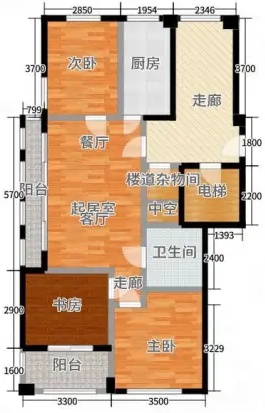 2850
1954
2346
次卧
厨房
走廊
3700
3700
799
餐厅
1800
楼道杂物间
阳台
5700
起居室
客厅
中空
电梯
2200
1393
卫生间
2400
走廊
书房
2900
主卧
3229
阳台
1600
3300
3500